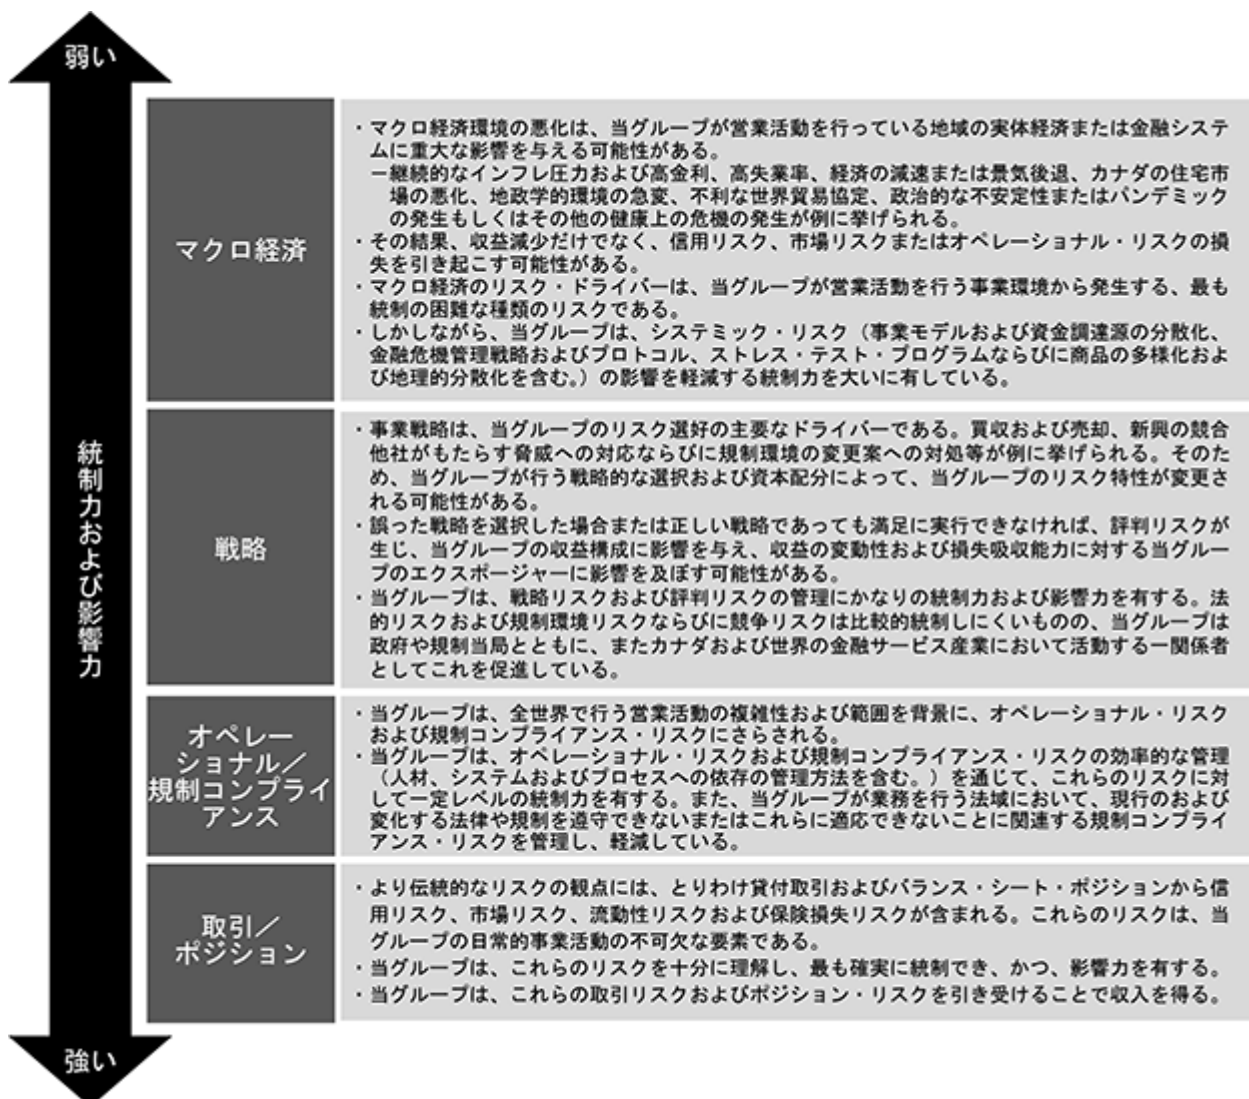 弱い
統制力および影響力
マクロ経済
・マクロ経済環境の悪化は、当グループが営業活動を行っている地域の実体経済または金融システ
ムに重大な影響を与える可能性がある。
－継続的なインフレ圧力および高金利、高失業率、経済の減速または景気後退、カナダの住宅市
場の悪化、地政学的環境の急変、不利な世界貿易協定、政治的な不安定性またはパンデミック
の発生もしくはその他の健康上の危機の発生が例に挙げられる。
・その結果、収益減少だけでなく、信用リスク、市場リスクまたはオペレーショナル・リスクの損
失を引き起こす可能性がある。
・マクロ経済のリスク・ドライバーは、当グループが営業活動を行う事業環境から発生する、最も
統制の困難な種類のリスクである。
・しかしながら、当グループは、システミック・リスク（事業モデルおよび資金調達源の分散化、
金融危機管理戦略およびプロトコル、ストレス・テスト・プログラムならびに商品の多様化およ
び地理的分散化を含む。）の影響を軽減する統制力を大いに有している。
戦略
・事業戦略は、当グループのリスク選好の主要なドライバーである。買収および売却、新興の競合
他社がもたらす脅威への対応ならびに規制環境の変更案への対処等が例に挙げられる。そのた
め、当グループが行う戦略的な選択および資本配分によって、当グループのリスク特性が変更さ
れる可能性がある。
・誤った戦略を選択した場合または正しい戦略であっても満足に実行できなければ、評判リスクが
生じ、当グループの収益構成に影響を与え、収益の変動性および損失吸収能力に対する当グルー
プのエクスポージャーに影響を及ぼす可能性がある。
・当グループは、戦略リスクおよび評判リスクの管理にかなりの統制力および影響力を有する。法
的リスクおよび規制環境リスクならびに競争リスクは比較的統制しにくいものの、当グループは
政府や規制当局とともに、またカナダおよび世界の金融サービス産業において活動する一関係者
としてこれを促進している。
オペレー
ショナル／
規制コンプライ
アンス
・当グループは、全世界で行う営業活動の複雑性および範囲を背景に、オペレーショナル・リスク
および規制コンプライアンス・リスクにさらされる。
・当グループは、オペレーショナル・リスクおよび規制コンプライアンス・リスクの効率的な管理
（人材、システムおよびプロセスへの依存の管理方法を含む。）を通じて、これらのリスクに対
して一定レベルの統制力を有する。また、当グループが業務を行う法域において、現行のおよび
変化する法律や規制を遵守できないまたはこれらに適応できないことに関連する規制コンプライ
アンス・リスクを管理し、軽減している。
取引／
ポジション
・より伝統的なリスクの観点には、とりわけ貸付取引およびバランス・シート・ポジションから信
用リスク、市場リスク、流動性リスクおよび保険損失リスクが含まれる。これらのリスクは、当
グループの日常的事業活動の不可欠な要素である。
・当グループは、これらのリスクを十分に理解し、最も確実に統制でき、かつ、影響力を有する。
・当グループは、これらの取引リスクおよびポジション・リスクを引き受けることで収入を得る。
強い